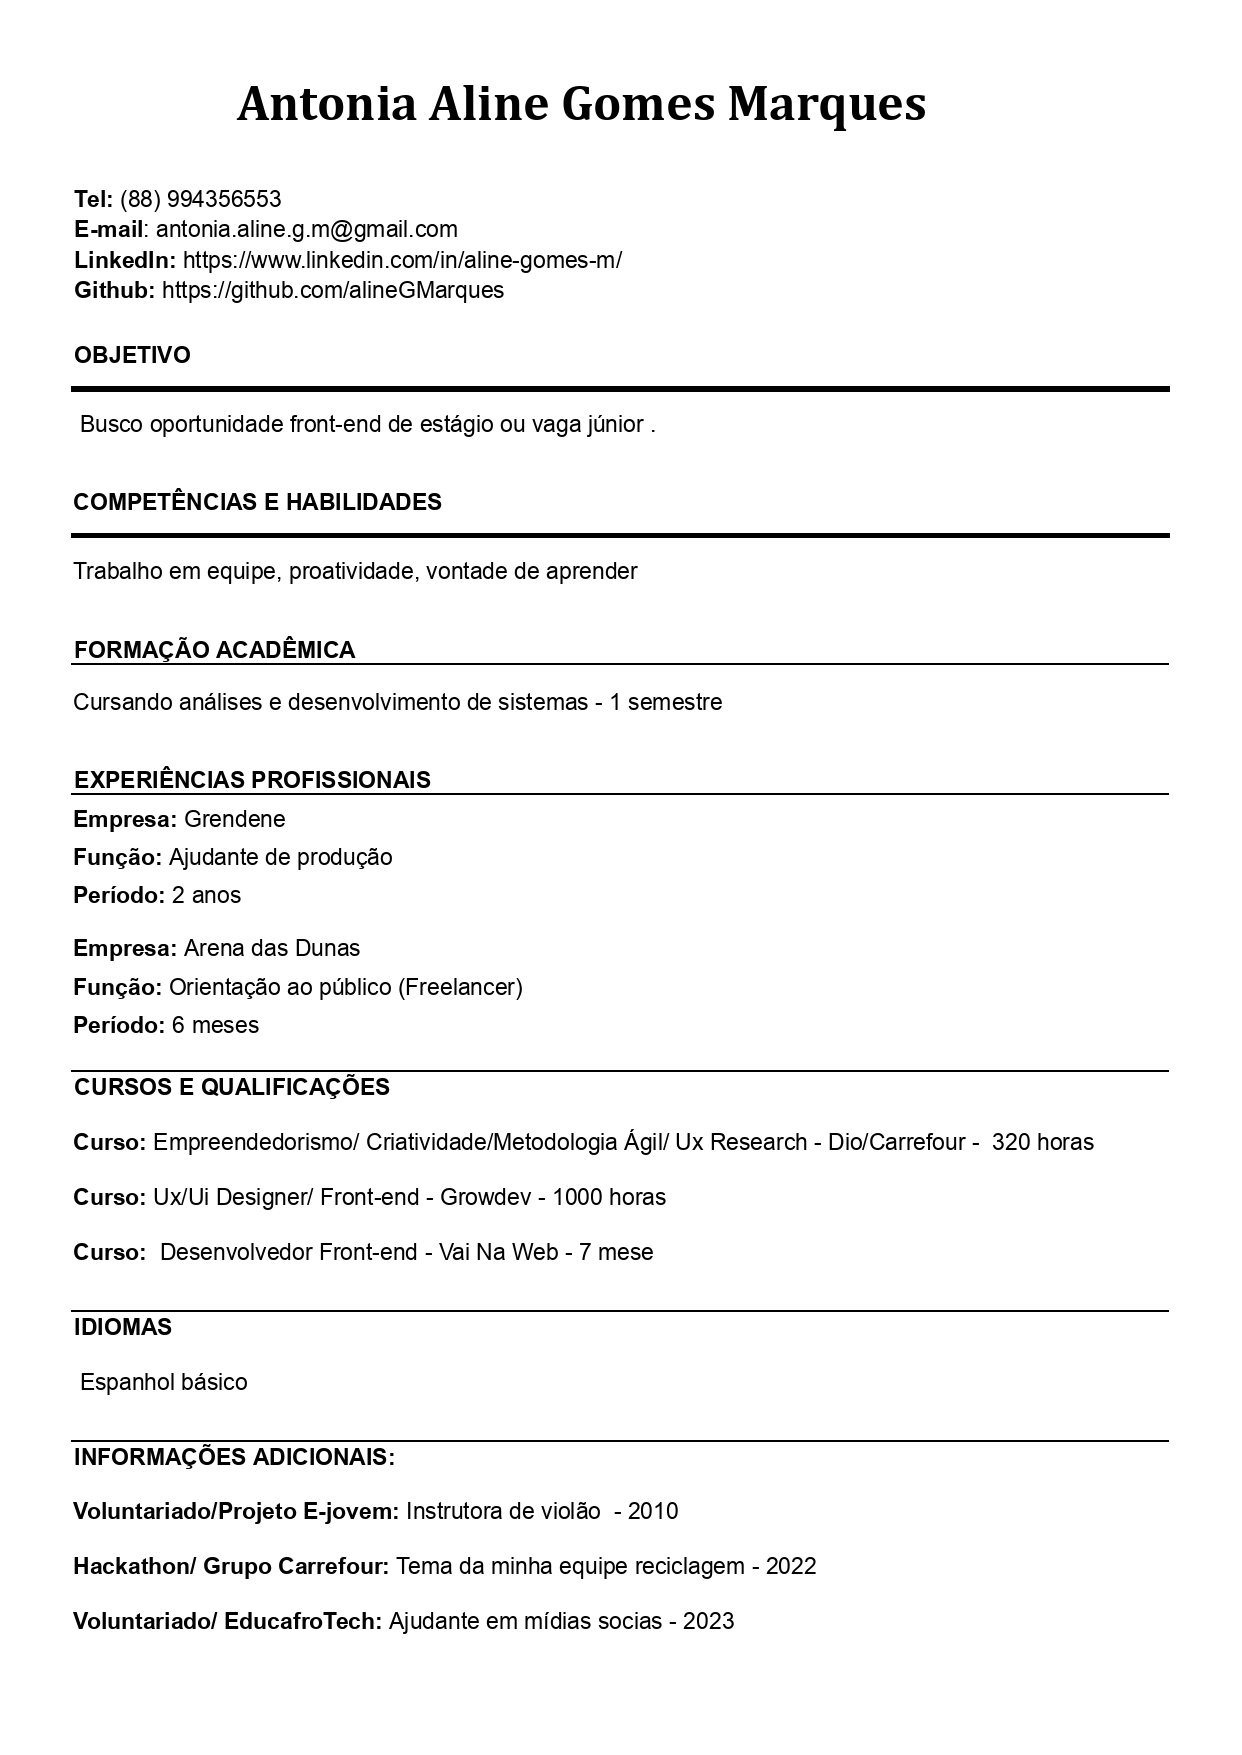 Antonia Aline Gomes Marques
Tel: (88) 994356553
E-mail: antonia.aline.g.m@gmail.com
LinkedIn: https://www.linkedin.com/in/aline-gomes-m/
Github: https://github.com/alineGMarques
OBJETIVO
Busco oportunidade front-end de estágio ou vaga júnior .
COMPETÊNCIAS E HABILIDADES
Trabalho em equipe, proatividade, vontade de aprender
FORMAÇÃO ACADÊMICA
Cursando análises e desenvolvimento de sistemas - 1 semestre
EXPERIÊNCIAS PROFISSIONAIS
Empresa: Grendene
Função: Ajudante de produção
Período: 2 anos
Empresa: Arena das Dunas
Função: Orientação ao público (Freelancer)
Período: 6 meses
CURSOS E QUALIFICAÇÕES
Curso: Empreendedorismo/ Criatividade/Metodologia Ágil/ Ux Research - Dio/Carrefour -  320 horas
Curso: Ux/Ui Designer/ Front-end - Growdev - 1000 horas
Curso:  Desenvolvedor Front-end - Vai Na Web - 7 mese
IDIOMAS
Espanhol básico
INFORMAÇÕES ADICIONAIS:
Voluntariado/Projeto E-jovem: Instrutora de violão  - 2010
Hackathon/ Grupo Carrefour: Tema da minha equipe reciclagem - 2022
Voluntariado/ EducafroTech: Ajudante em mídias socias - 2023